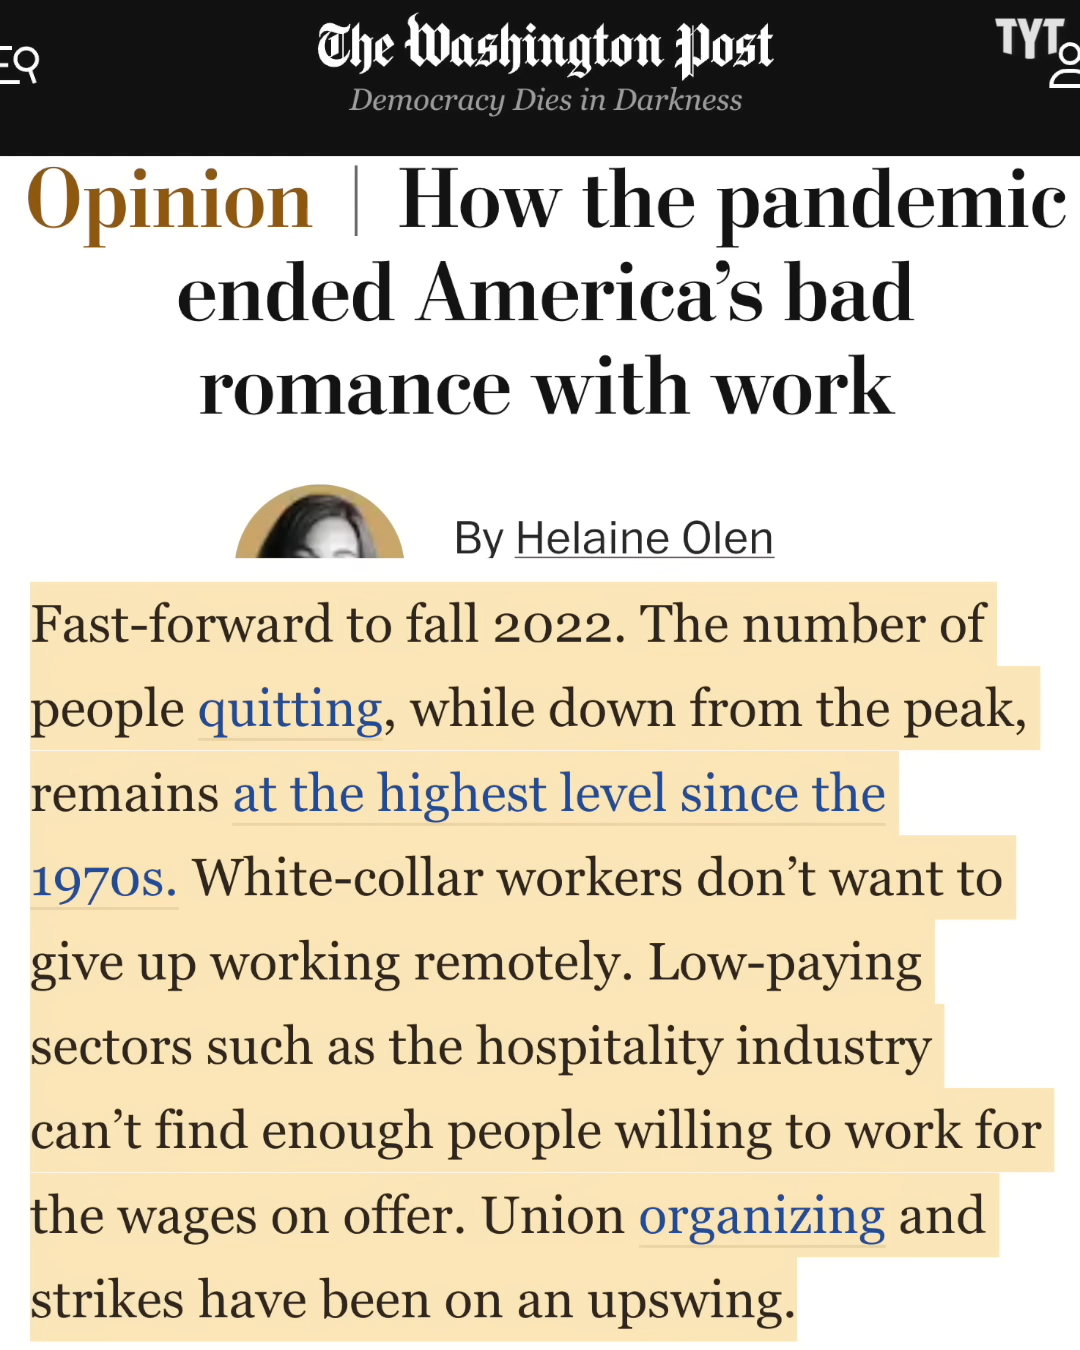 The Washington Post
TYT
Democracy Dies in Darkness
Opinion | How the pandemic
ended America’s bad
romance with work
By Helaine Olen
Fast-forward to fall 2022. The number of
people quitting, while down from the peak,
remains at the highest level since the
1970s. White-collar workers don’t want to
give up working remotely. Low-paying
sectors such as the hospitality industry
can’t find enough people willing to work for
the wages on offer. Union organizing and
strikes have been on an upswing.